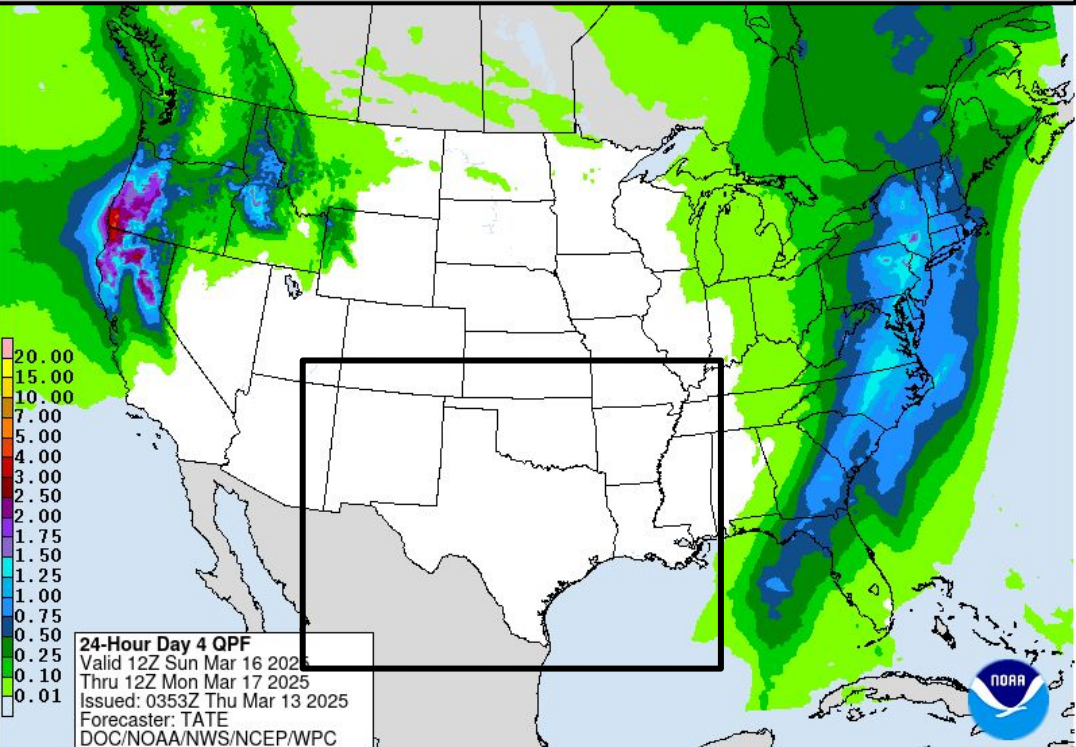 20.00
15.00
10.00
7.00
5.00
4.00
3.00
2.50
2.00
1.75
1.50
1.25
1.00
0.75
0.50
0.25
0.10
0.01
24-Hour Day 4 QPF
Valid 12Z Sun Mar 16 2025
Thru 12Z Mon Mar 17 2025
Issued: 0353Z Thu Mar 13 2025
Forecaster: TATE
DOC/NOAA/NWS/NCEP/WPC
NOAA